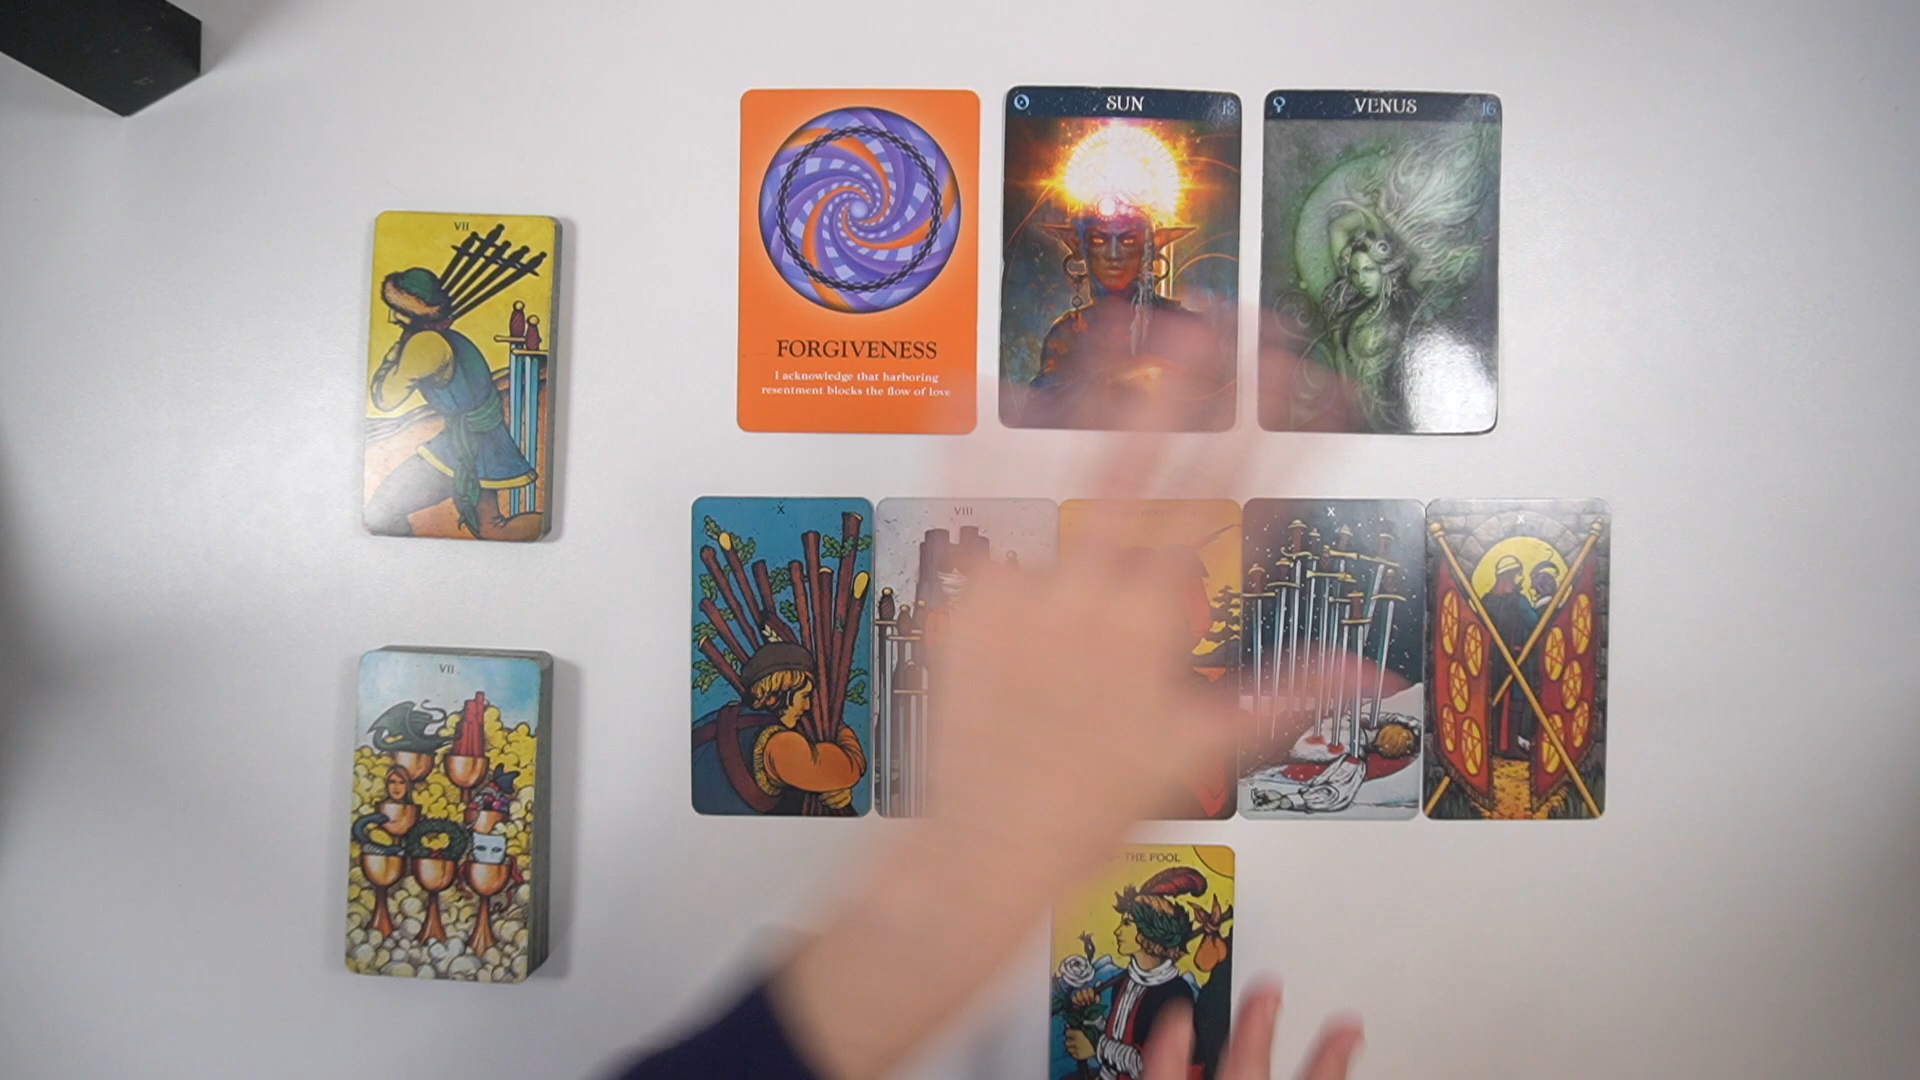 VII
SUN
18
VENUS
16
FORGIVENESS
I acknowledge that harboring
resentment blocks the flow of love
X
VIII
X
X
VII
THE FOOL